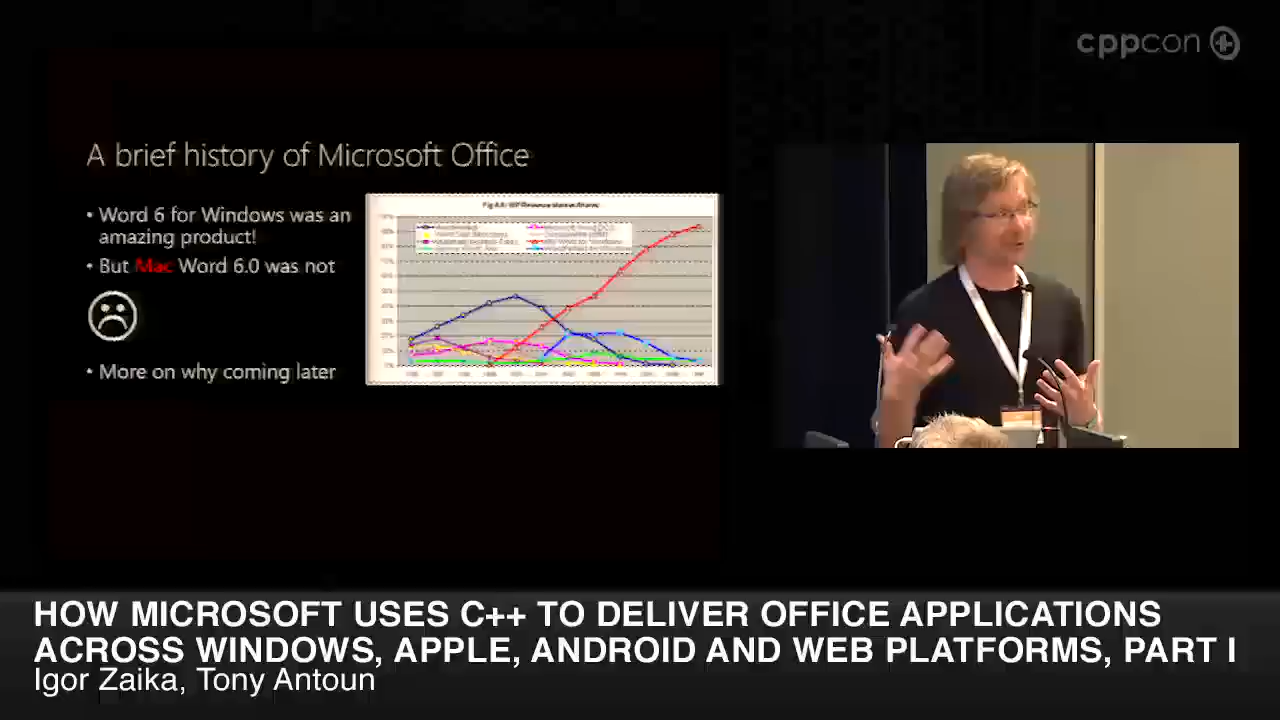 cppcon
A brief history of Microsoft Office
• Word 6 for Windows was an
amazing product!
• But Mac Word 6.0 was not
• More on why coming later
HOW MICROSOFT USES C++ TO DELIVER OFFICE APPLICATIONS
ACROSS WINDOWS, APPLE, ANDROID AND WEB PLATFORMS, PART I
Igor Zaika, Tony Antoun